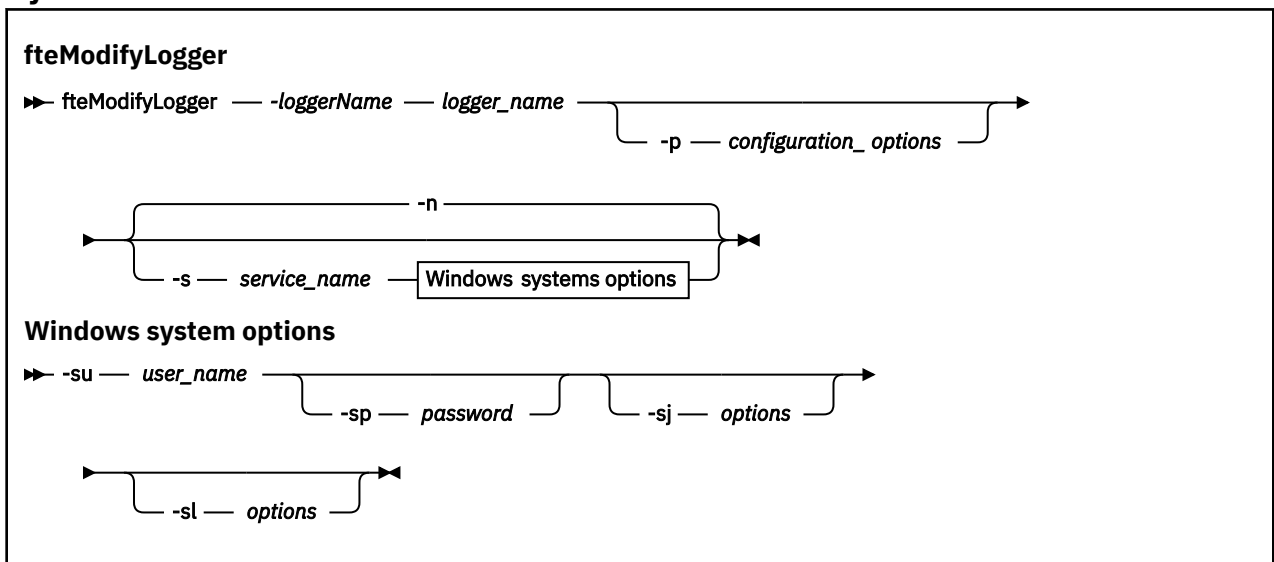 fteModifyLogger
fteModifyLogger -loggerName logger_name
-p configuration_ options
-n
-s service_name Windows systems options
Windows system options
-su user_name
-sp password -sj options
-sl options